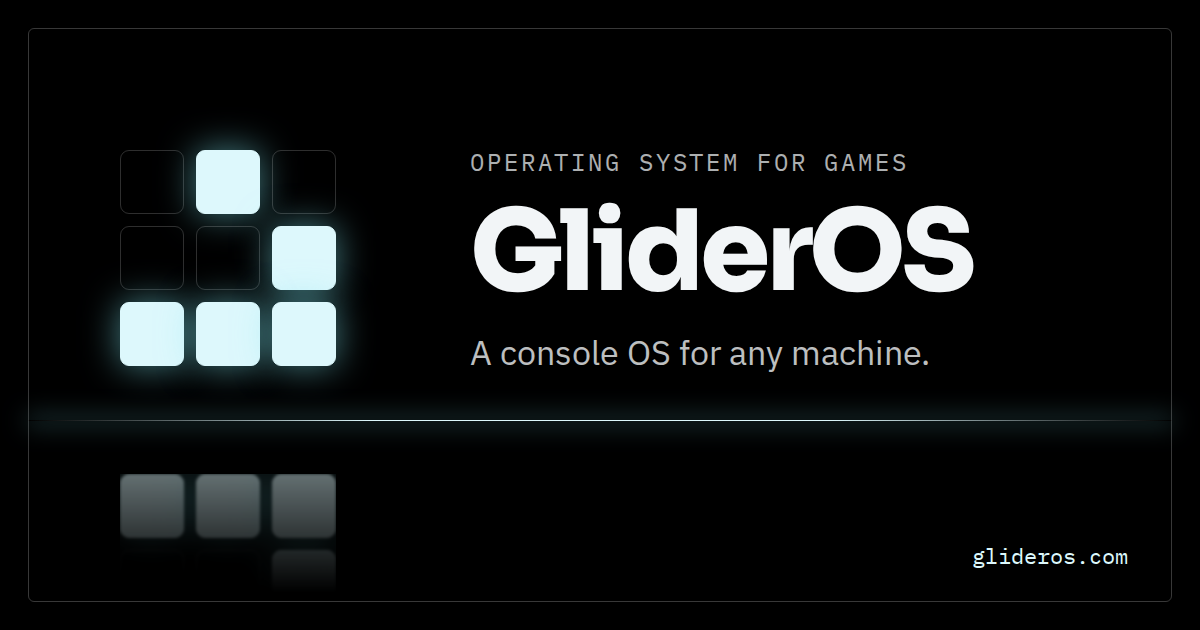 OPERATING SYSTEM FOR GAMES
GliderOS
A console OS for any machine.
glideros.com